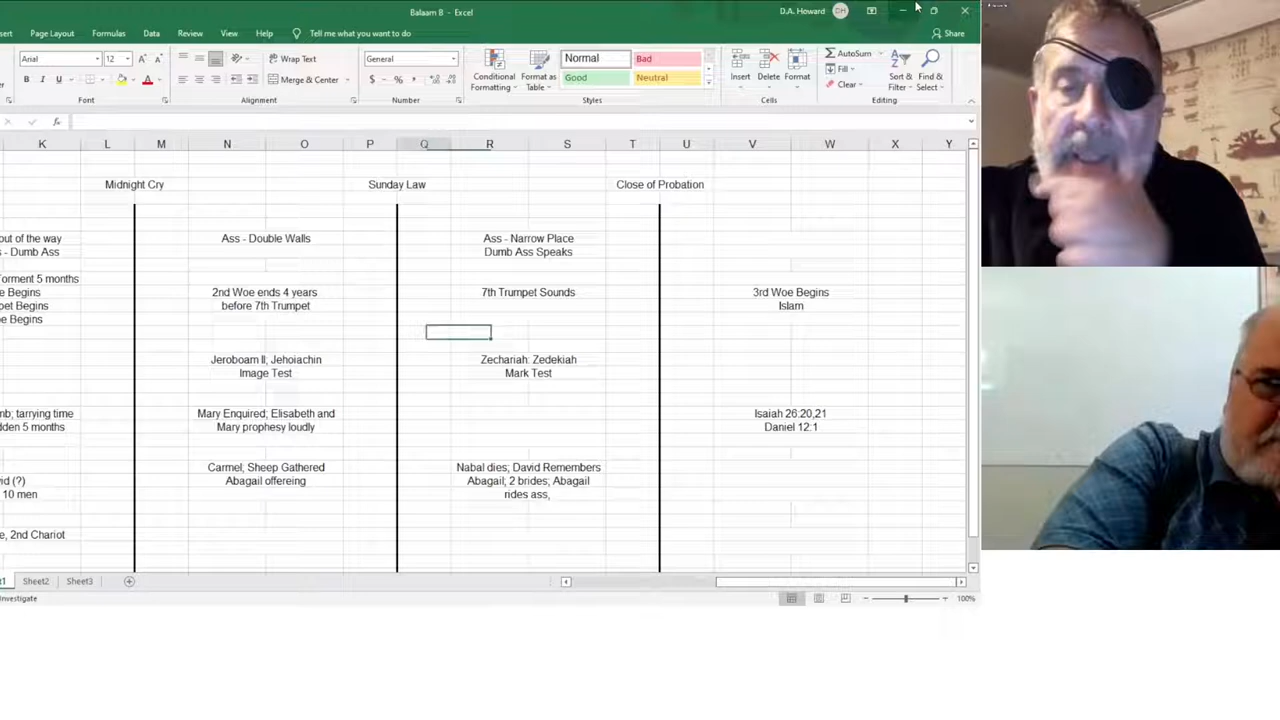 Balaam B - Excel
D.A. Howard
DH
sert
Page Layout
Formulas
Data
Review
View
Help
Tell me what you want to do
Share
Arial
12
B I U
Font
Wrap Text
Merge & Center
Alignment
General
$ - %
Number
Conditional
Formatting
Format as
Table
Normal
Bad
Good
Neutral
Styles
Insert
Delete
Format
Cells
AutoSum
Fill
Clear
Sort &
Filter
Find &
Select
Editing
fx
K L M N O P Q R S T U V W X Y
Midnight Cry
Sunday Law
Close of Probation
out of the way
s - Dumb Ass
Ass - Double Walls
Ass - Narrow Place
Dumb Ass Speaks
Torment 5 months
e Begins
pet Begins
e Begins
2nd Woe ends 4 years
before 7th Trumpet
7th Trumpet Sounds
3rd Woe Begins
Islam
Jeroboam II; Jehoiachin
Image Test
Zechariah: Zedekiah
Mark Test
mb; tarrying time
dden 5 months
Mary Enquired; Elisabeth and
Mary prophesy loudly
Isaiah 26:20,21
Daniel 12:1
vid (?)
10 men
Carmel; Sheep Gathered
Abagail offereing
Nabal dies; David Remembers
Abagail; 2 brides; Abagail
rides ass,
e, 2nd Chariot
t1
Sheet2
Sheet3
nvestigate
100%